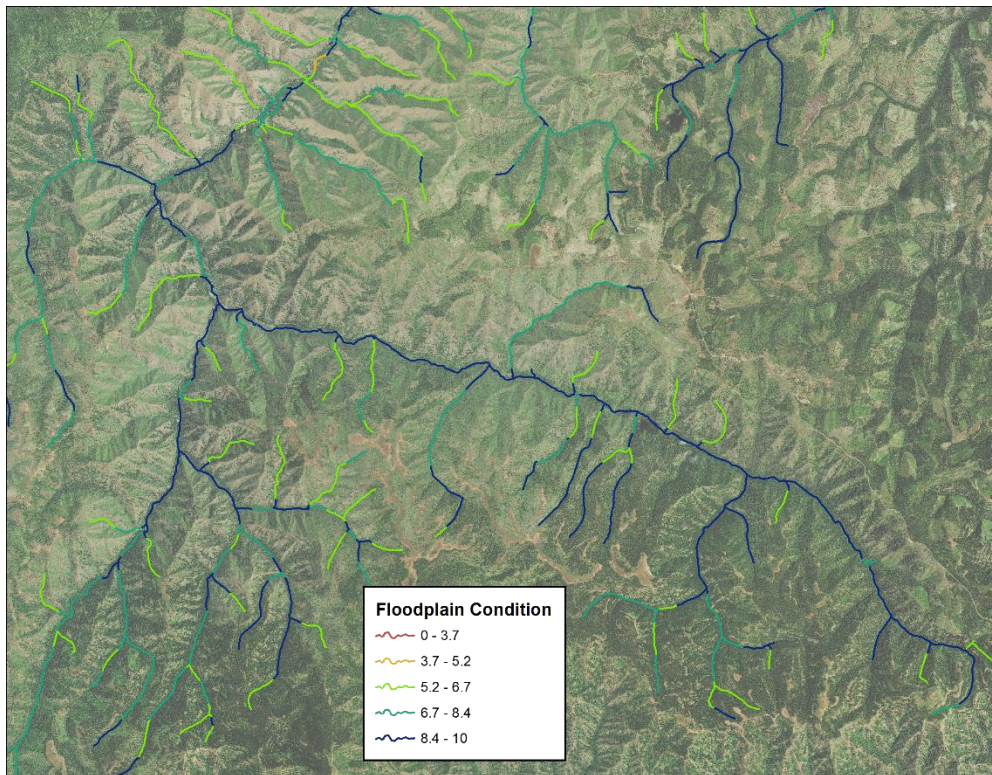 Floodplain Condition
0 - 3.7
3.7 - 5.2
5.2 - 6.7
6.7 - 8.4
8.4 - 10